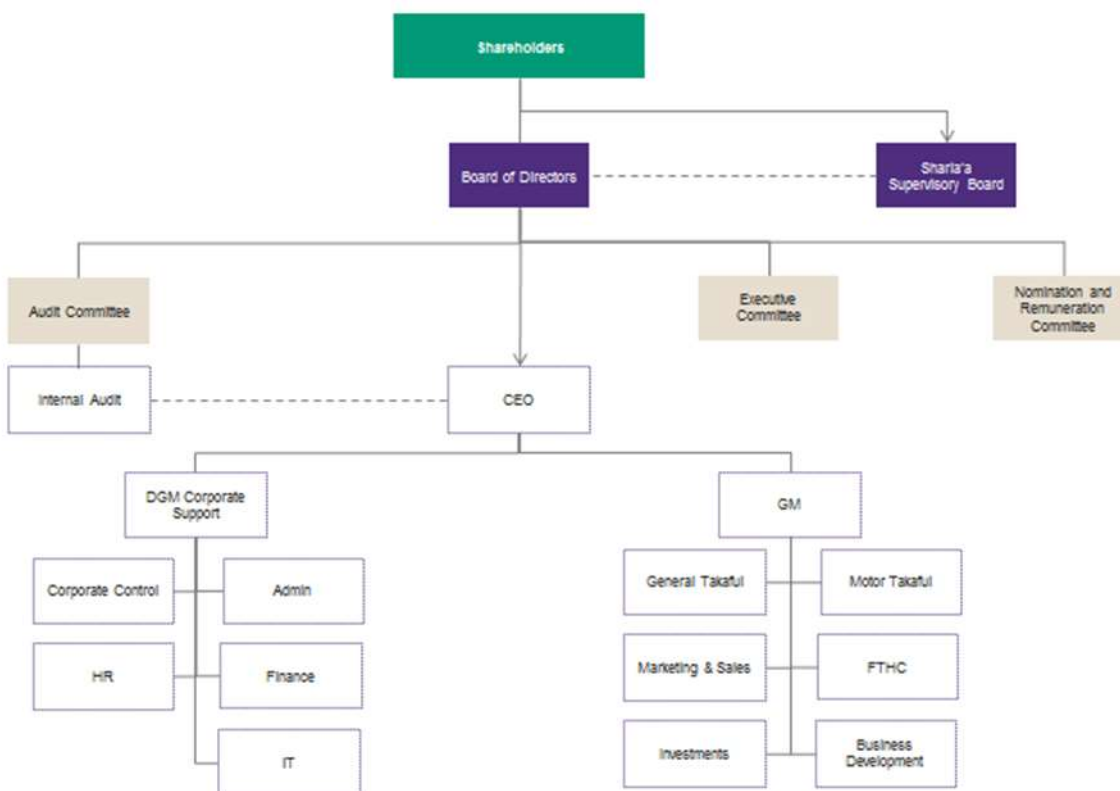 Shareholders
Board of Directors
Sharia'a
Supervisory Board
Audit Committee
Executive
Committee
Nomination and
Remuneration
Committee
Internal Audit
CEO
DGM Corporate
Support
GM
Corporate Control
Admin
General Takaful
Motor Takaful
HR
Finance
Marketing & Sales
FTHC
IT
Investments
Business
Development